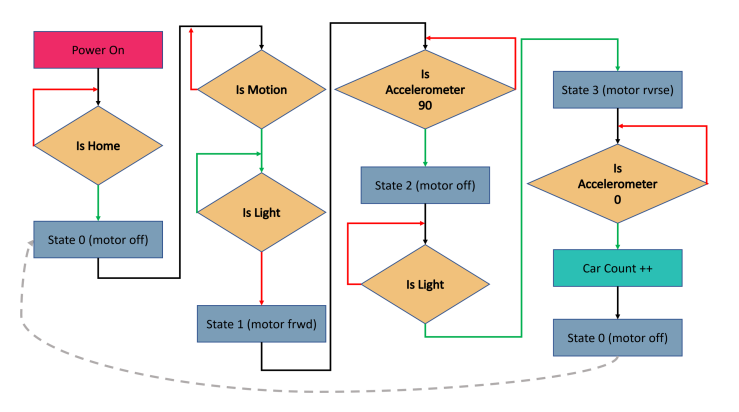 Power On
Is Home
State 0 (motor off)
Is Motion
Is Light
State 1 (motor frwd)
Is
Accelerometer
90
State 2 (motor off)
Is Light
State 3 (motor rvrse)
Is
Accelerometer
0
Car Count ++
State 0 (motor off)